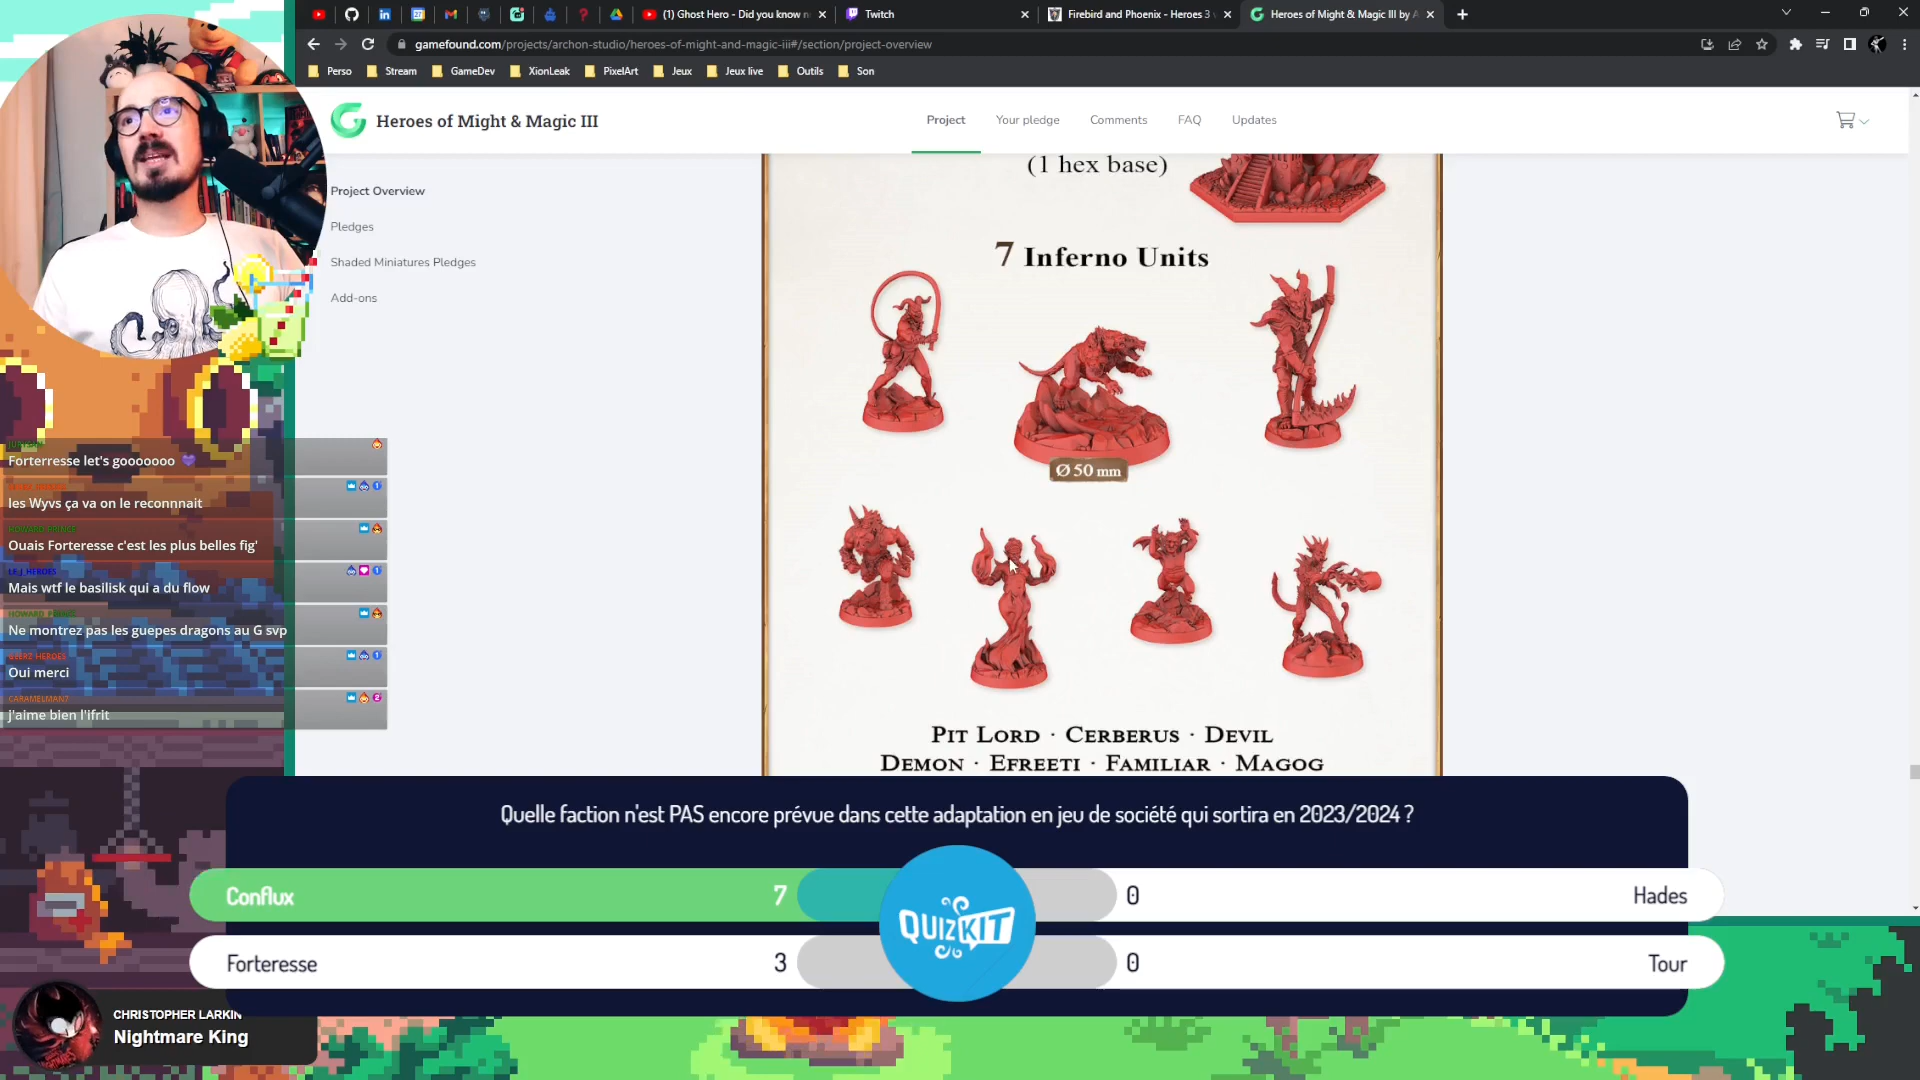 (1) Ghost Hero - Did you know n
Twitch
Firebird and Phoenix - Heroes 3
Heroes of Might & Magic III by A
gamefound.com/projects/archon-studio/heroes-of-might-and-magic-iii#/section/project-overview
Perso
Stream
GameDev
XionLeak
PixelArt
Jeux
Jeux live
Outils
Son
Heroes of Might & Magic III
Project
Your pledge
Comments
FAQ
Updates
Project Overview
Pledges
Shaded Miniatures Pledges
Add-ons
(1 hex base)
7 Inferno Units
Ø 50 mm
Pit Lord · Cerberus · Devil
Demon · Efreeti · Familiar · Magog
Forterresse let's gooooooo
les Wyvs ça va on le reconnnait
Ouais Forteresse c'est les plus belles fig'
LE_J_HEROES
Mais wtf le basilisk qui a du flow
Ne montrez pas les guepes dragons au G svp
Oui merci
CARAMELMAN7
j'aime bien l'ifrit
Quelle faction n'est PAS encore prévue dans cette adaptation en jeu de société qui sortira en 2023/2024 ?
Conflux 7
0 Hades
QUIZKIT
Forteresse 3
0 Tour
CHRISTOPHER LARKIN
Nightmare King